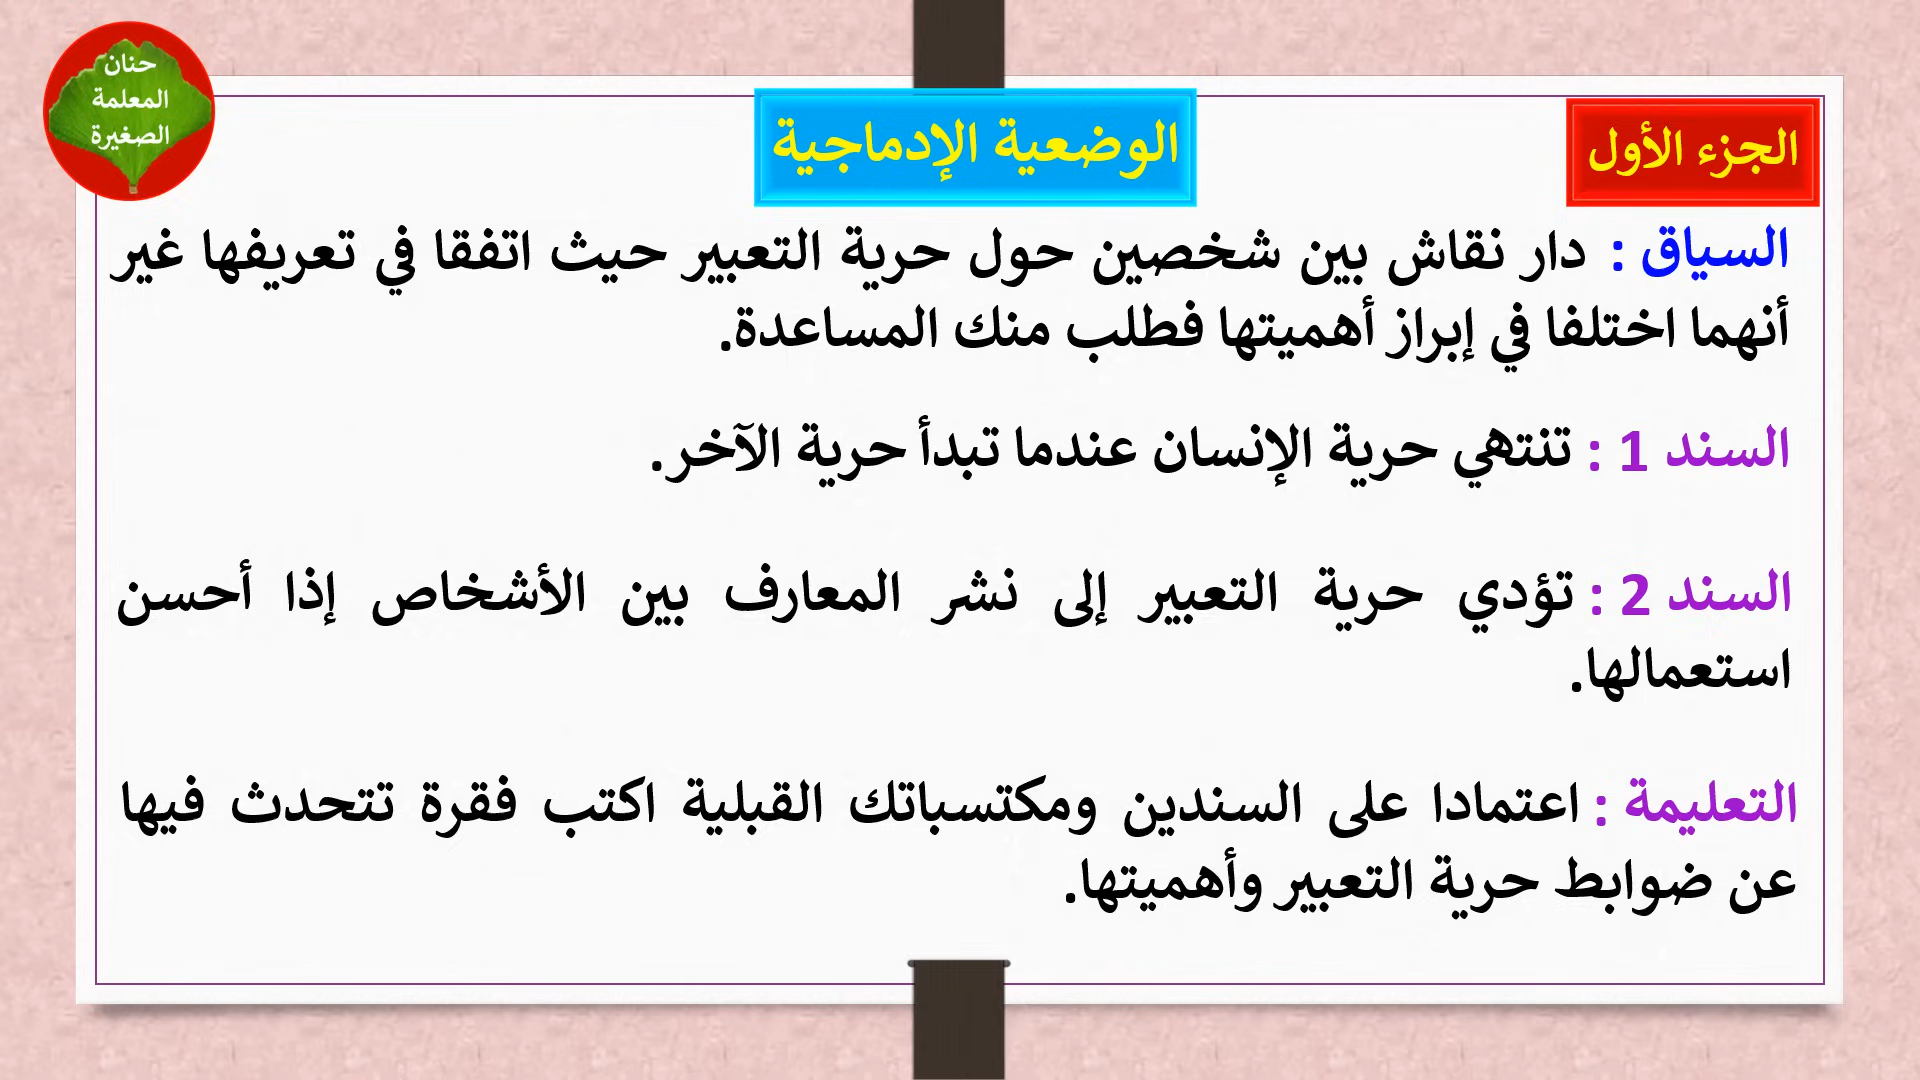 حنان
المعلمة
الصغيرة
الجزء الأول
الوضعية الإدماجية
السياق : دار نقاش بين شخصين حول حرية التعبير حيث اتفقا في تعريفها غير
أنهما اختلفا في إبراز أهميتها فطلب منك المساعدة.
السند 1 : تنتهي حرية الإنسان عندما تبدأ حرية الآخر.
السند 2 : تؤدي حرية التعبير إلى نشر المعارف بين الأشخاص إذا أحسن
استعمالها.
التعليمة : اعتمادا على السندين ومكتسباتك القبلية اكتب فقرة تتحدث فيها
عن ضوابط حرية التعبير وأهميتها.